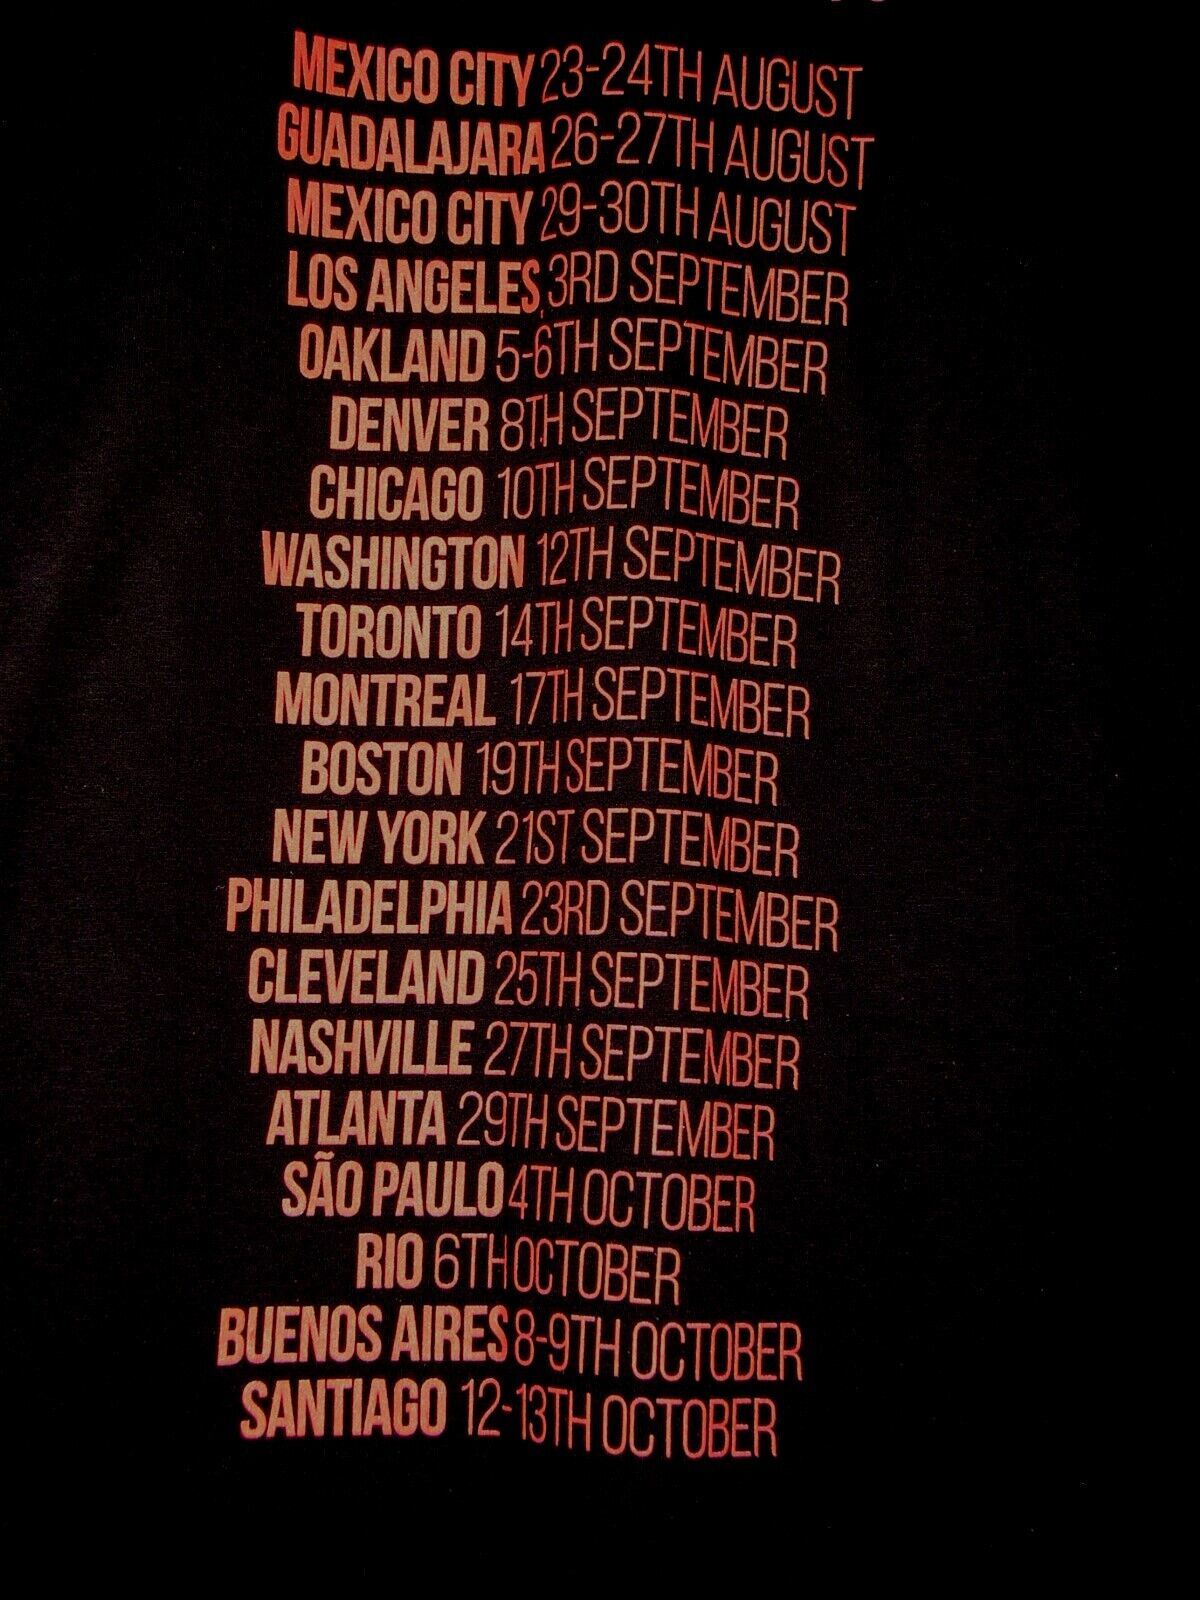 MEXICO CITY 23-24TH AUGUST
GUADALAJARA 26-27TH AUGUST
MEXICO CITY 29-30TH AUGUST
LOS ANGELES 3RD SEPTEMBER
OAKLAND 5-6TH SEPTEMBER
DENVER 8TH SEPTEMBER
CHICAGO 10TH SEPTEMBER
WASHINGTON 12TH SEPTEMBER
TORONTO 14TH SEPTEMBER
MONTREAL 17TH SEPTEMBER
BOSTON 19TH SEPTEMBER
NEW YORK 21ST SEPTEMBER
PHILADELPHIA 23RD SEPTEMBER
CLEVELAND 25TH SEPTEMBER
NASHVILLE 27TH SEPTEMBER
ATLANTA 29TH SEPTEMBER
SÃO PAULO 4TH OCTOBER
RIO 6TH OCTOBER
BUENOS AIRES 8-9TH OCTOBER
SANTIAGO 12-13TH OCTOBER